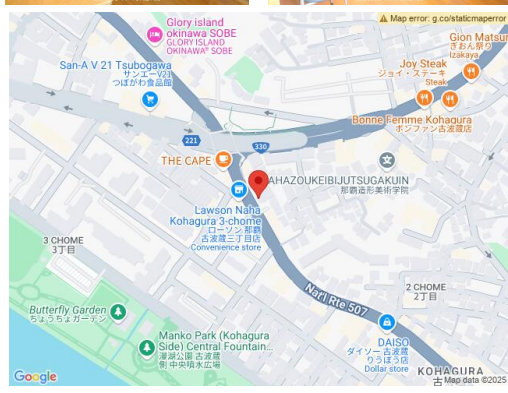 Map error: g.co/staticmaperror
Glory island
okinawa SOBE
GLORY ISLAND
OKINAWA® SOBE
Gion Matsur
ぎおん祭り
Izakaya
San-A V 21 Tsubogawa
サンエーV21
つぼがわ食品館
Joy Steak
ジョイ・ステーキ
Steak
Bonne Femme Kohagura
ボンファン古波蔵店
221
330
THE CAPE
AHAZOUKEIBIJUTSUGAKUIN
那覇造形美術学院
Lawson Naha
Kohagura 3-chome
ローソン 那覇
古波蔵三丁目店
Convenience store
3 CHOME
3丁目
2 CHOME
2丁目
Natl Rte 507
Butterfly Garden
ちょうちょガーデン
Manko Park (Kohagura
Side) Central Fountain...
漫湖公園 古波蔵
側 中央噴水広場
DAISO
ダイソー 古波蔵
りうぼう店
Dollar store
KOHAGURA
古
Google
Map data ©2025